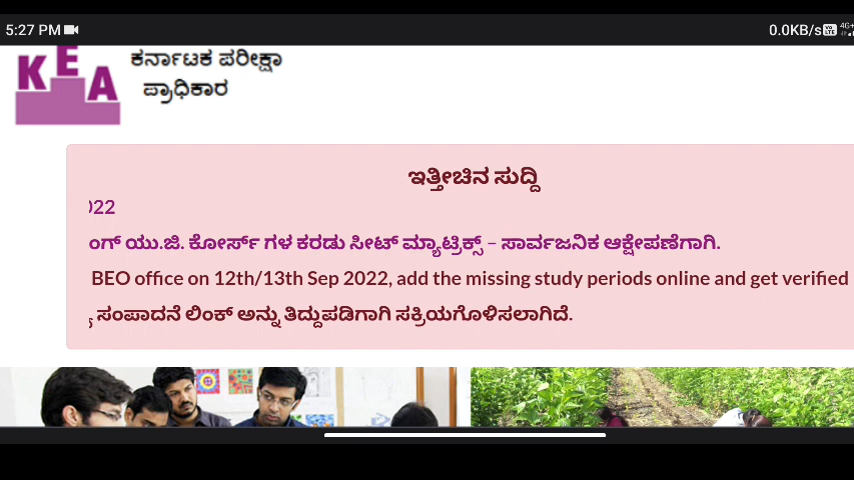 5:27 PM
0.0KB/s
4G+
KEA
ಕರ್ನಾಟಕ ಪರೀಕ್ಷಾ
ಪ್ರಾಧಿಕಾರ
ಇತ್ತೀಚಿನ ಸುದ್ದಿ
022
ಂಗ್ ಯು.ಜಿ. ಕೋರ್ಸ್ ಗಳ ಕರಡು ಸೀಟ್ ಮ್ಯಾಟ್ರಿಕ್ಸ್ – ಸಾರ್ವಜನಿಕ ಆಕ್ಷೇಪಣೆಗಾಗಿ.
BEO office on 12th/13th Sep 2022, add the missing study periods online and get verified
ಸಂಪಾದನೆ ಲಿಂಕ್ ಅನ್ನು ತಿದ್ದುಪಡಿಗಾಗಿ ಸಕ್ರಿಯಗೊಳಿಸಲಾಗಿದೆ.